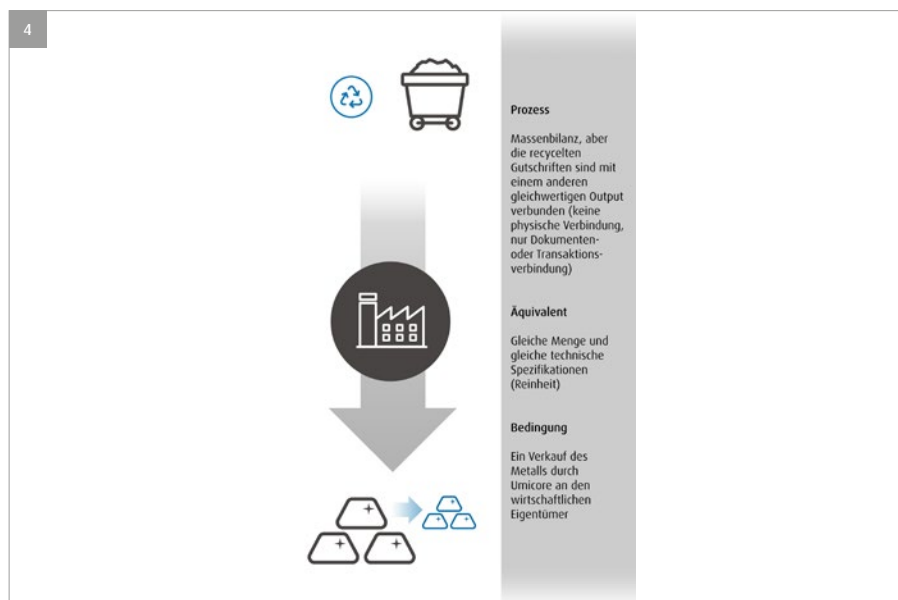 4
Prozess
Massenbilanz, aber
die recycelten
Gutschriften sind mit
einem anderen
gleichwertigen Output
verbunden (keine
physische Verbindung,
nur Dokumenten-
oder Transaktions-
verbindung)
Äquivalent
Gleiche Menge und
gleiche technische
Spezifikationen
(Reinheit)
Bedingung
Ein Verkauf des
Metalls durch
Umicore an den
wirtschaftlichen
Eigentümer